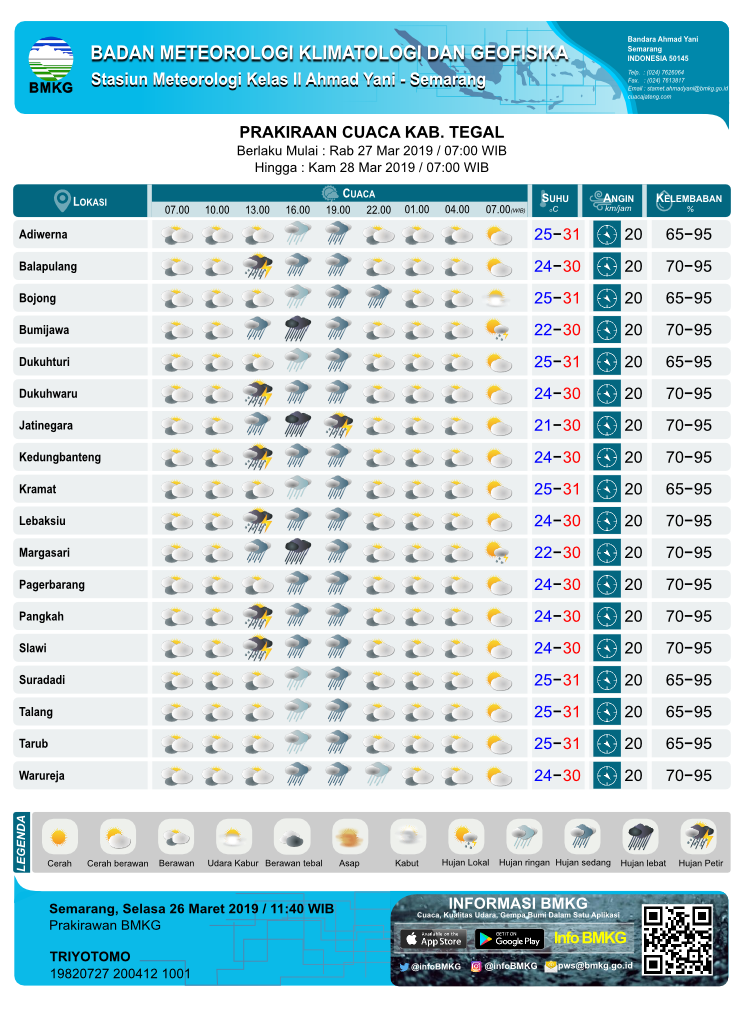 BMKG
BADAN METEOROLOGI KLIMATOLOGI DAN GEOFISIKA
Stasiun Meteorologi Kelas II Ahmad Yani - Semarang
Bandara Ahmad Yani
Semarang
INDONESIA 50145
Telp. : (024) 7626064
Fax. : (024) 7613817
Email : stamet.ahmadyani@bmkg.go.id
cuacajateng.com
PRAKIRAAN CUACA KAB. TEGAL
Berlaku Mulai : Rab 27 Mar 2019 / 07:00 WIB
Hingga : Kam 28 Mar 2019 / 07:00 WIB
LOKASI CUACA SUHU °C ANGIN km/jam KELEMBABAN %
07.00 10.00 13.00 16.00 19.00 22.00 01.00 04.00 07.00 (WIB)
Adiwerna 25-31 20 65-95
Balapulang 24-30 20 70-95
Bojong 25-31 20 65-95
Bumijawa 22-30 20 70-95
Dukuhturi 25-31 20 65-95
Dukuhwaru 24-30 20 70-95
Jatinegara 21-30 20 70-95
Kedungbanteng 24-30 20 70-95
Kramat 25-31 20 65-95
Lebaksiu 24-30 20 70-95
Margasari 22-30 20 70-95
Pagerbarang 24-30 20 70-95
Pangkah 24-30 20 70-95
Slawi 24-30 20 70-95
Suradadi 25-31 20 65-95
Talang 25-31 20 65-95
Tarub 25-31 20 65-95
Warureja 24-30 20 70-95
LEGENDA
Cerah Cerah berawan Berawan Udara Kabur Berawan tebal Asap Kabut Hujan Lokal Hujan ringan Hujan sedang Hujan lebat Hujan Petir
Semarang, Selasa 26 Maret 2019 / 11:40 WIB
Prakirawan BMKG
TRIYOTOMO
19820727 200412 1001
INFORMASI BMKG
Cuaca, Kualitas Udara, Gempa Bumi Dalam Satu Aplikasi
Available on the App Store GET IT ON Google Play Info BMKG
@infoBMKG @infoBMKG pws@bmkg.go.id